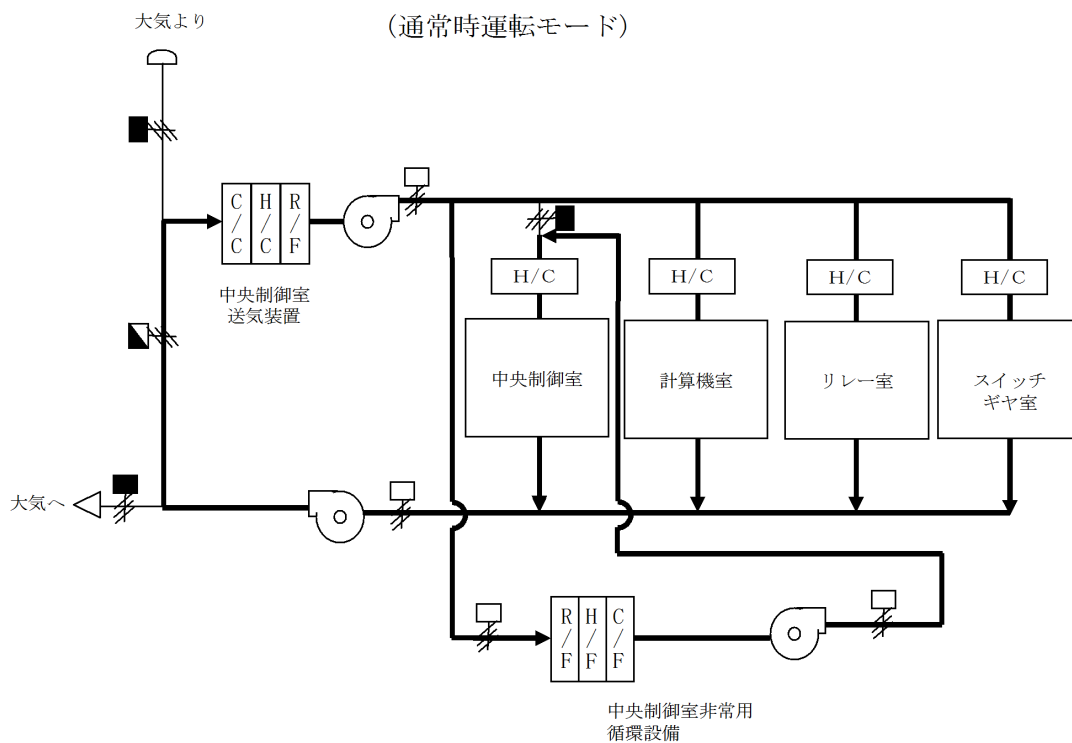 (通常時運転モード)
大気より
C/C
H/C
R/F
中央制御室
送気装置
H/C
H/C
H/C
H/C
中央制御室
計算機室
リレー室
スイッチ
ギヤ室
大気へ
R/F
H/F
C/F
中央制御室非常用
循環設備